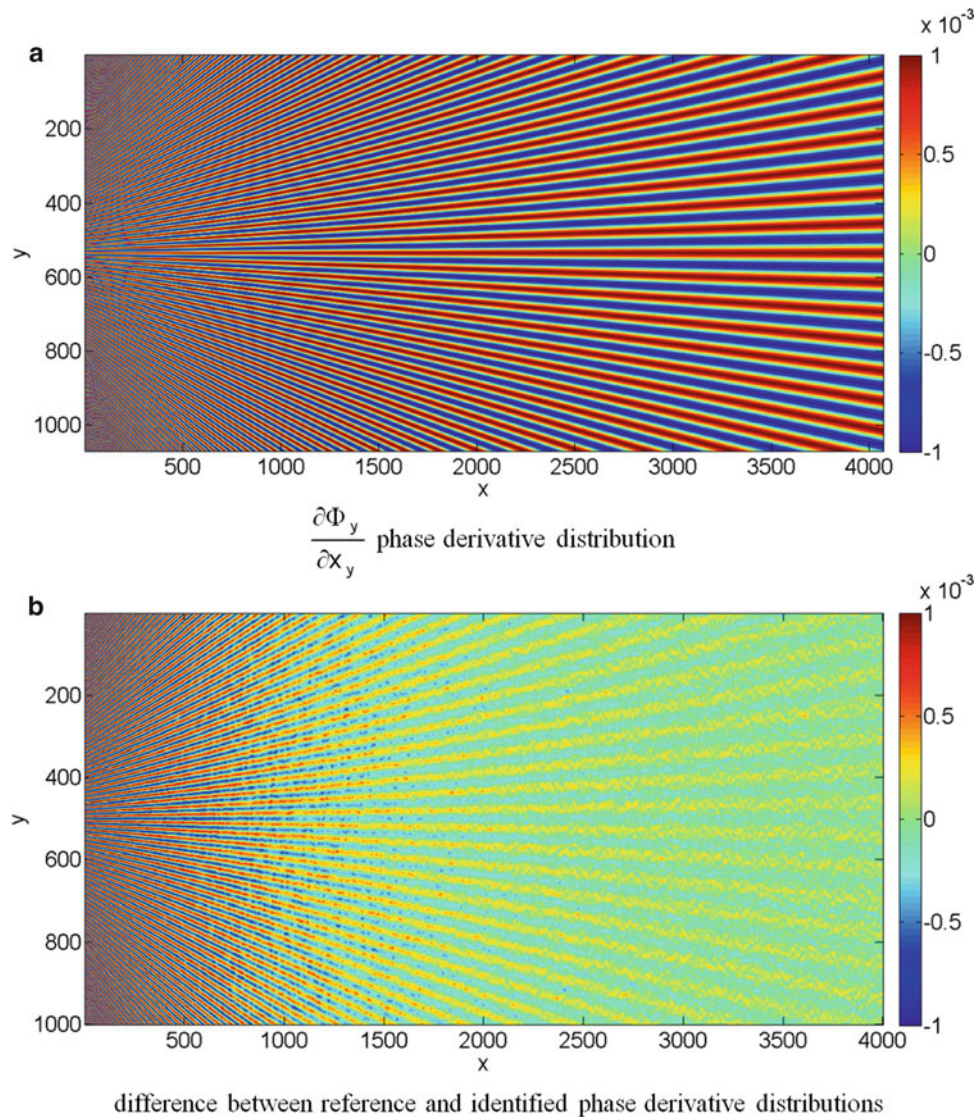 a
x 10⁻³
1
0.5
0
-0.5
-1
200
400
600
800
1000
y
500 1000 1500 2000 2500 3000 3500 4000
x
∂Φ_y
∂x_y
phase derivative distribution
b
x 10⁻³
1
0.5
0
-0.5
-1
200
400
600
800
1000
y
500 1000 1500 2000 2500 3000 3500 4000
x
difference between reference and identified phase derivative distributions